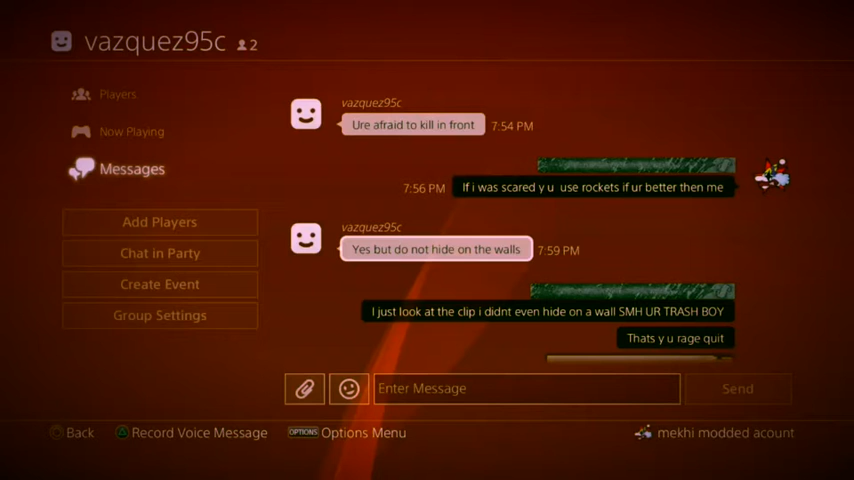 vazquez95c 2
Players
Now Playing
Messages
Add Players
Chat in Party
Create Event
Group Settings
vazquez95c
Ure afraid to kill in front 7:54 PM
7:56 PM If i was scared y u use rockets if ur better then me
vazquez95c
Yes but do not hide on the walls 7:59 PM
I just look at the clip i didnt even hide on a wall SMH UR TRASH BOY
Thats y u rage quit
Enter Message
Send
Back
Record Voice Message
OPTIONS Options Menu
mekhi modded acount